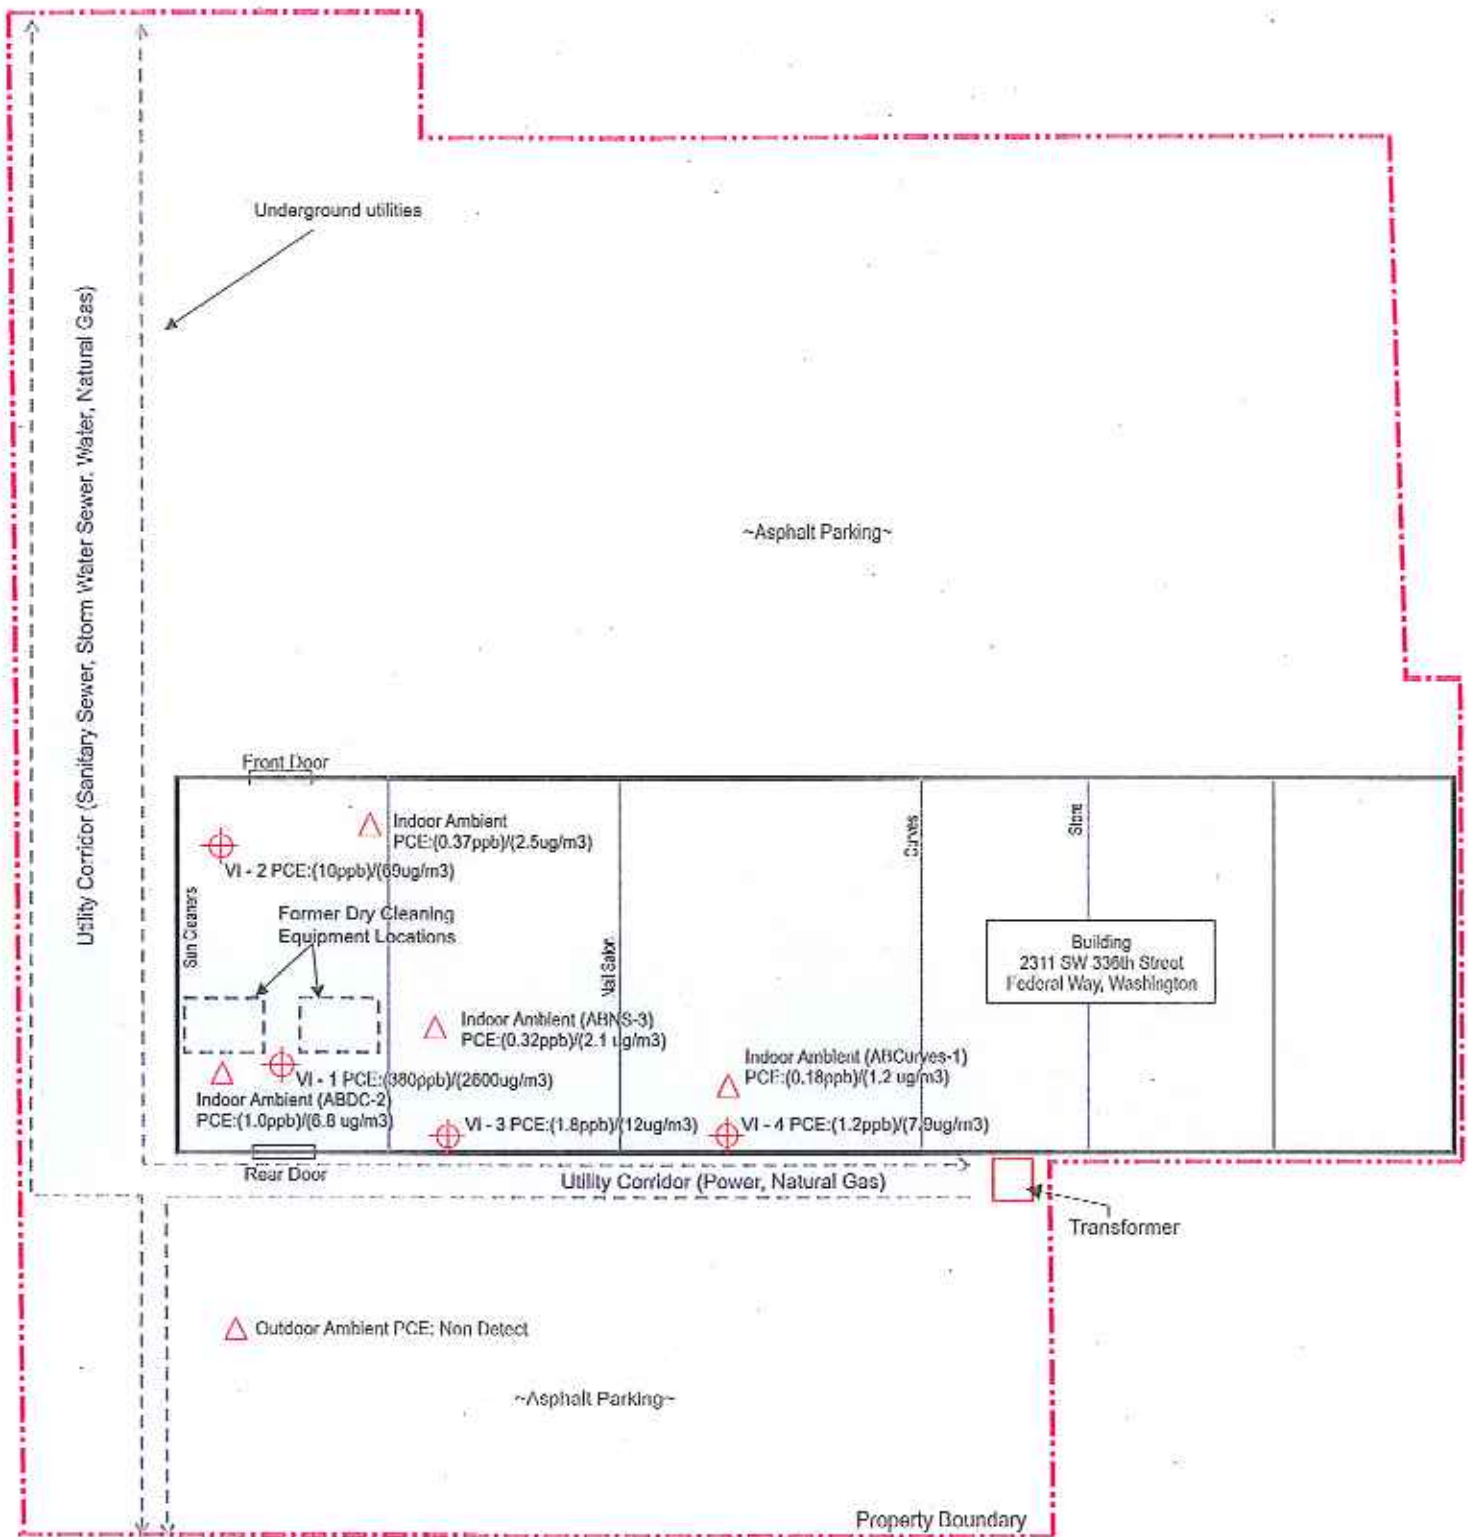 Underground utilities
Utility Corridor (Sanitary Sewer, Storm Water Sewer, Water, Natural Gas)
~Asphalt Parking~
Front Door
Indoor Ambient
PCE:(0.37ppb)/(2.5ug/m3)
VI - 2 PCE:(10ppb)/(69ug/m3)
Sun Cleaners
Former Dry Cleaning
Equipment Locations
Nail Salon
Curves
Store
Building
2311 SW 336th Street
Federal Way, Washington
Indoor Ambient (ABNS-3)
PCE:(0.32ppb)/(2.1 ug/m3)
Indoor Ambient (ABCurves-1)
PCE:(0.18ppb)/(1.2 ug/m3)
VI - 1 PCE:(380ppb)/(2600ug/m3)
Indoor Ambient (ABDC-2)
PCE:(1.0ppb)/(6.8 ug/m3)
VI - 3 PCE:(1.8ppb)/(12ug/m3)
VI - 4 PCE:(1.2ppb)/(7.9ug/m3)
Rear Door
Utility Corridor (Power, Natural Gas)
Transformer
Outdoor Ambient PCE: Non Detect
~Asphalt Parking~
Property Boundary